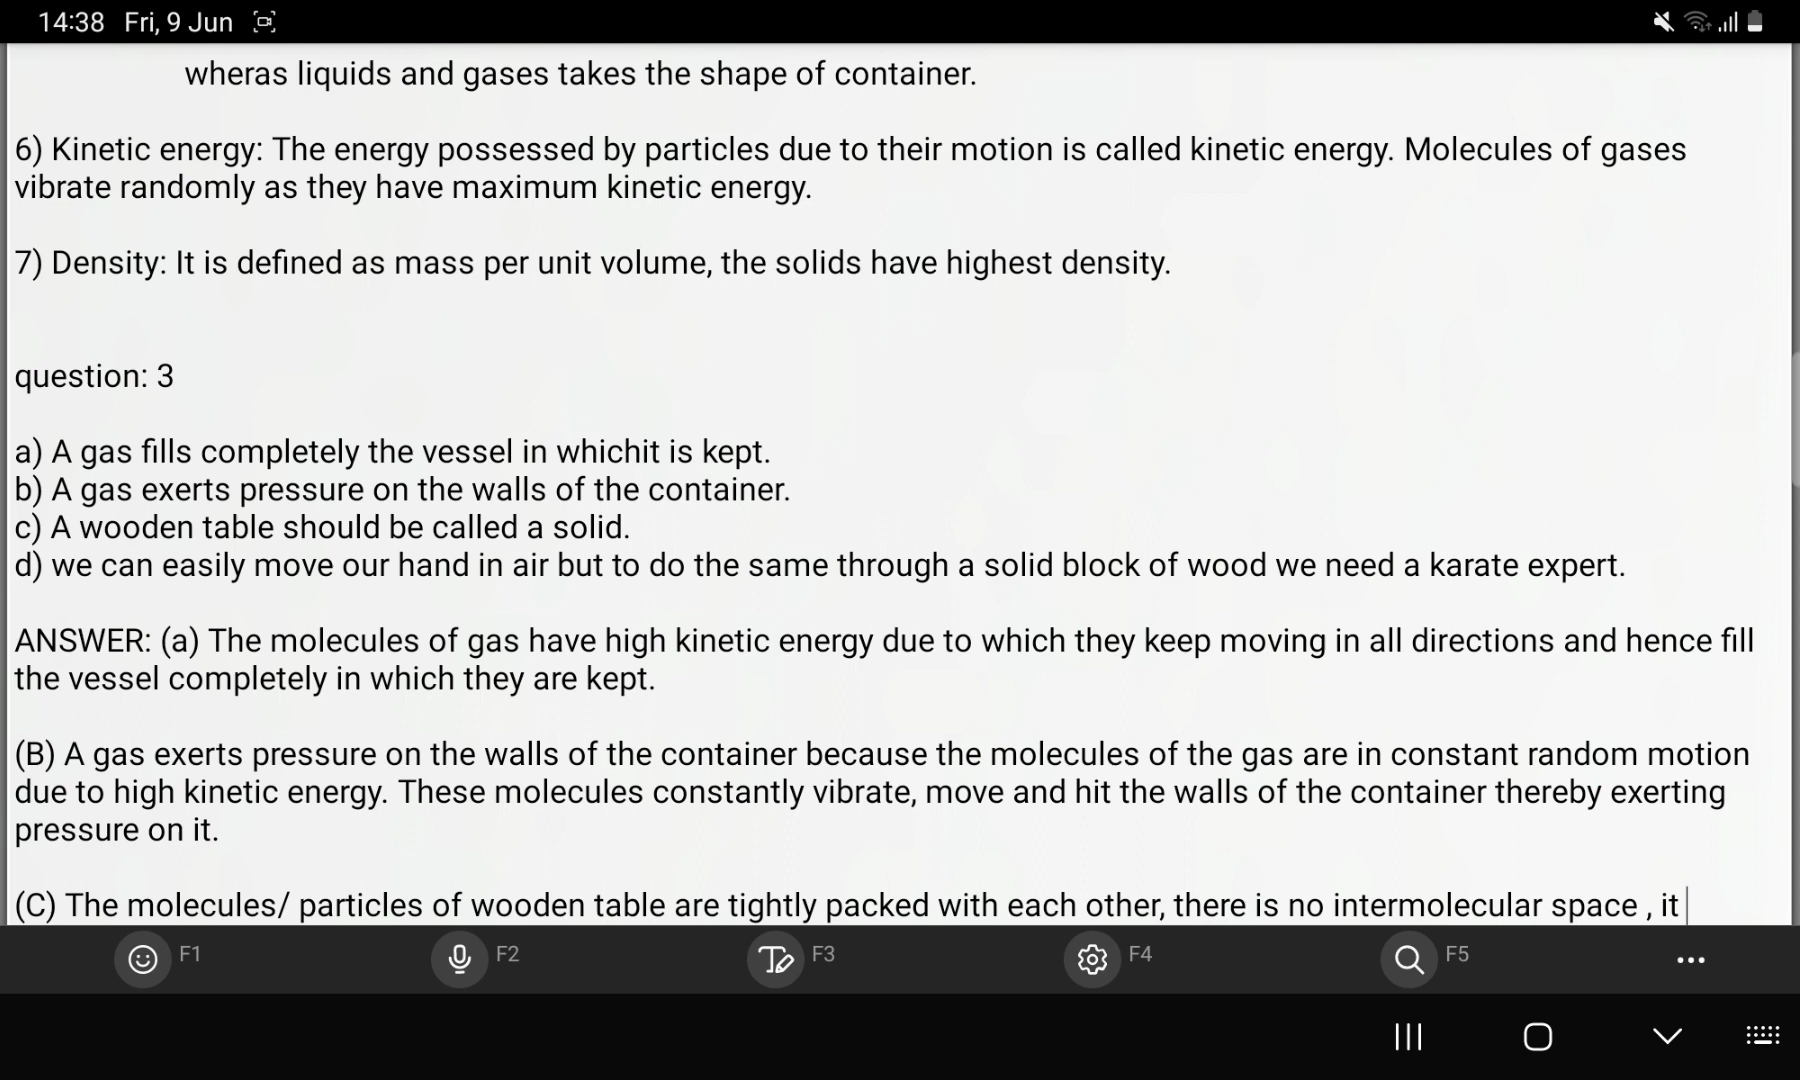 14:38 Fri, 9 Jun
wheras liquids and gases takes the shape of container.
6) Kinetic energy: The energy possessed by particles due to their motion is called kinetic energy. Molecules of gases
vibrate randomly as they have maximum kinetic energy.
7) Density: It is defined as mass per unit volume, the solids have highest density.
question: 3
a) A gas fills completely the vessel in whichit is kept.
b) A gas exerts pressure on the walls of the container.
c) A wooden table should be called a solid.
d) we can easily move our hand in air but to do the same through a solid block of wood we need a karate expert.
ANSWER: (a) The molecules of gas have high kinetic energy due to which they keep moving in all directions and hence fill
the vessel completely in which they are kept.
(B) A gas exerts pressure on the walls of the container because the molecules of the gas are in constant random motion
due to high kinetic energy. These molecules constantly vibrate, move and hit the walls of the container thereby exerting
pressure on it.
(C) The molecules/ particles of wooden table are tightly packed with each other, there is no intermolecular space , it
F1 F2 F3 F4 F5